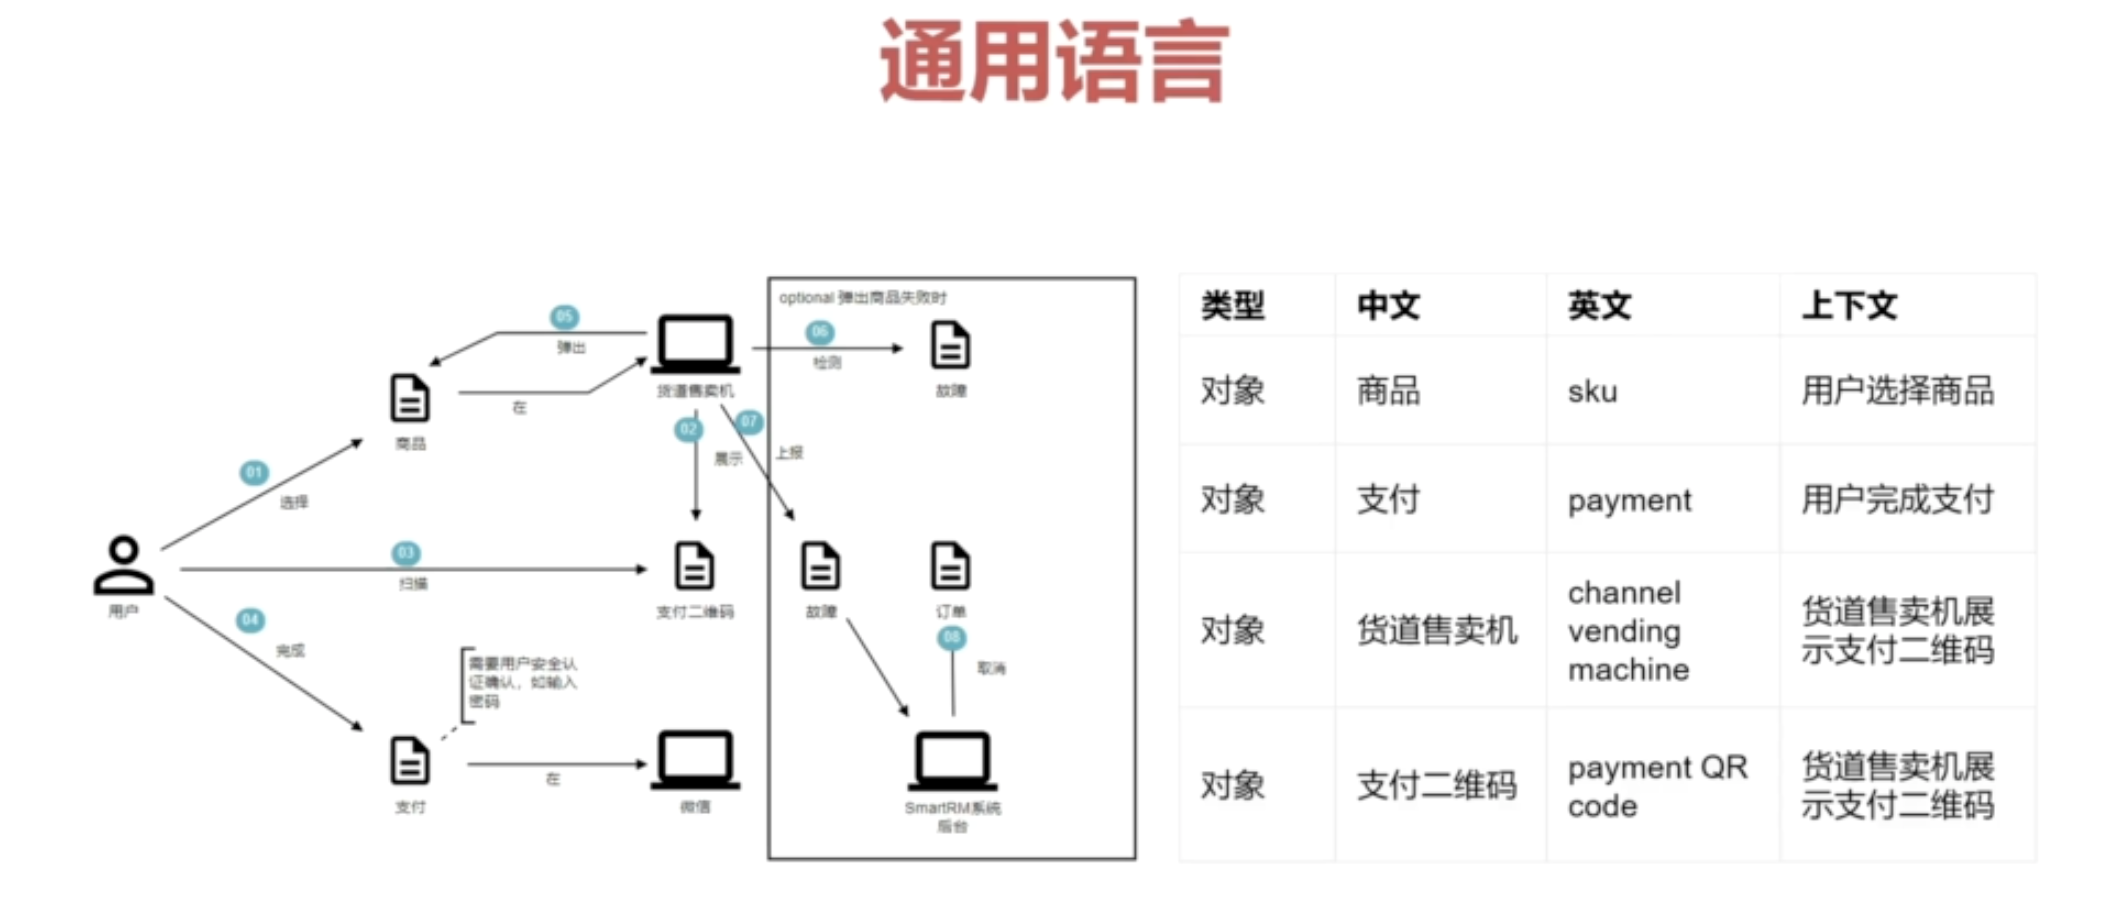 通用语言
optional 弹出商品失败时
05
弹出
货道售卖机
06
检测
故障
在
商品
02
展示
07
上报
01
选择
03
扫描
用户
支付二维码
故障
订单
04
完成
08
取消
需要用户安全认
证确认，如输入
密码
支付
在
微信
SmartRM系统
后台
类型 中文 英文 上下文
对象 商品 sku 用户选择商品
对象 支付 payment 用户完成支付
对象 货道售卖机 channel
vending
machine 货道售卖机展
示支付二维码
对象 支付二维码 payment QR
code 货道售卖机展
示支付二维码